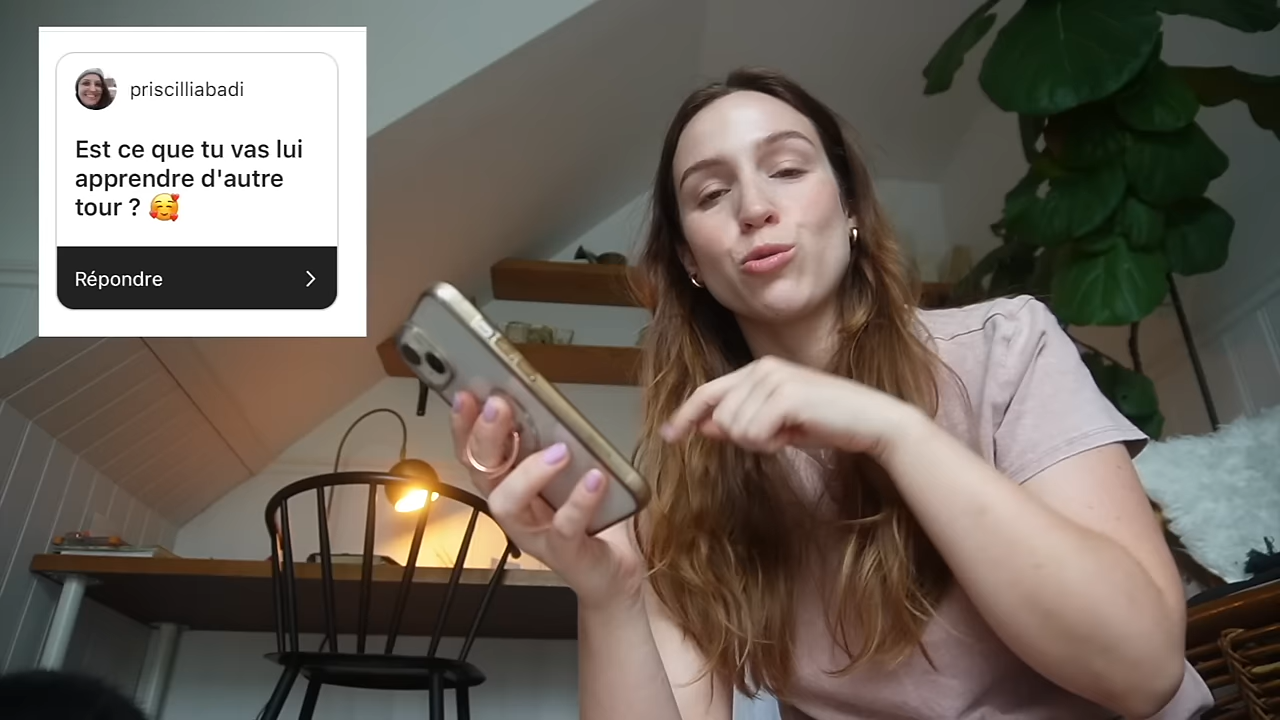 priscilliabadi
Est ce que tu vas lui
apprendre d'autre
tour ? 🥰
Répondre